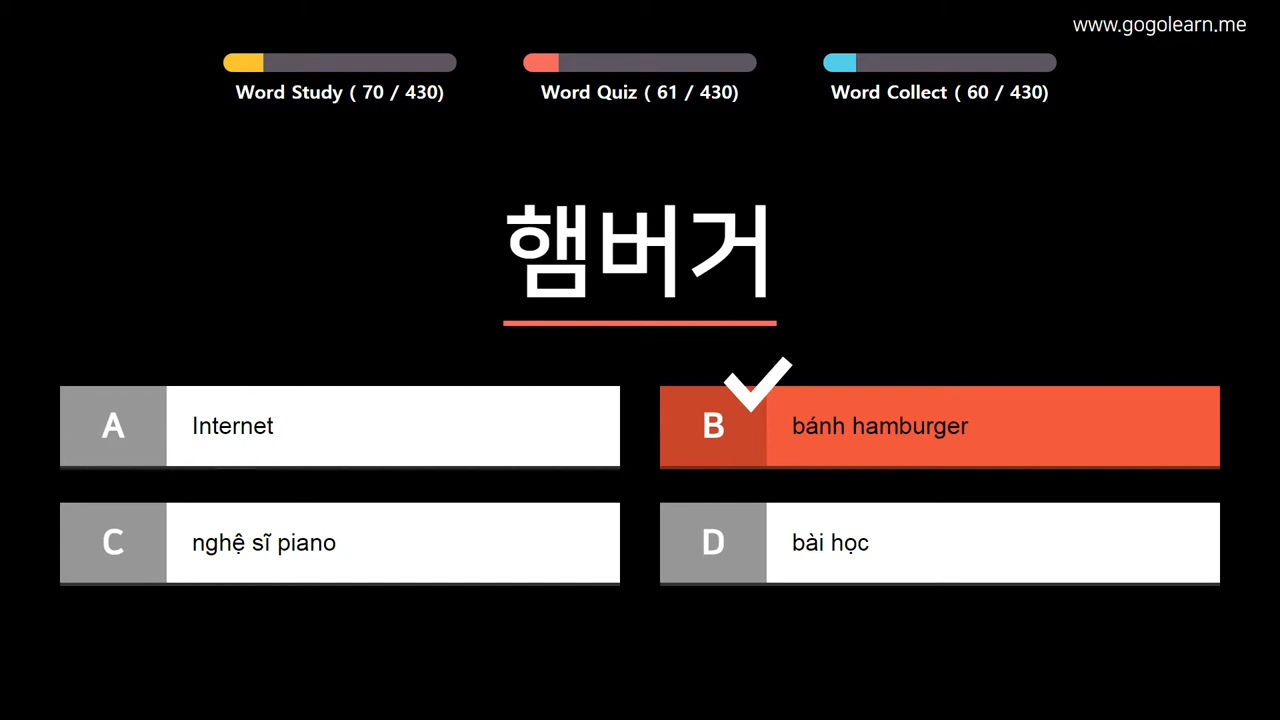 www.gogolearn.me
Word Study ( 70 / 430)
Word Quiz ( 61 / 430)
Word Collect ( 60 / 430)
햄버거
A Internet
B bánh hamburger
C nghệ sĩ piano
D bài học